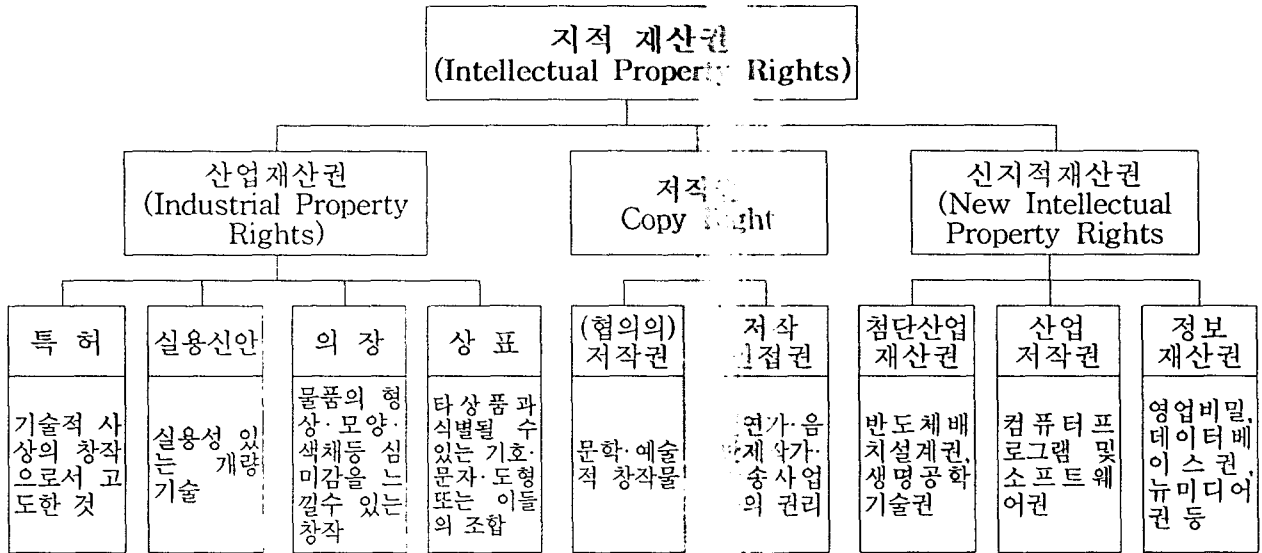 지적 재산권
(Intellectual Property Rights)
산업재산권
(Industrial Property
Rights)
저작
Copy
신지적재산권
(New Intellectual
Property Rights
특 허
기술적 사
상의 창작
으로서 고
도한 것
실용신안
실용성 있
는 개량
기술
의 장
물품의 형
상·모양·
색채등 심
미감을 느
낄수 있는
창작
상 표
타상품과
식별될 수
있는 기호·
문자·도형
또는 이들
의 조합
(협의의)
저작권
문학·예술
적 창작물
저 작
연가·음
의 권리
첨단산업
재산권
반도체배
치설계권,
생명공학
기술권
산업
저작권
컴퓨터프
로그램 및
소프트웨
어권
정보
재산권
영업비밀,
데이터베
이스권,
뉴미디어
권 등